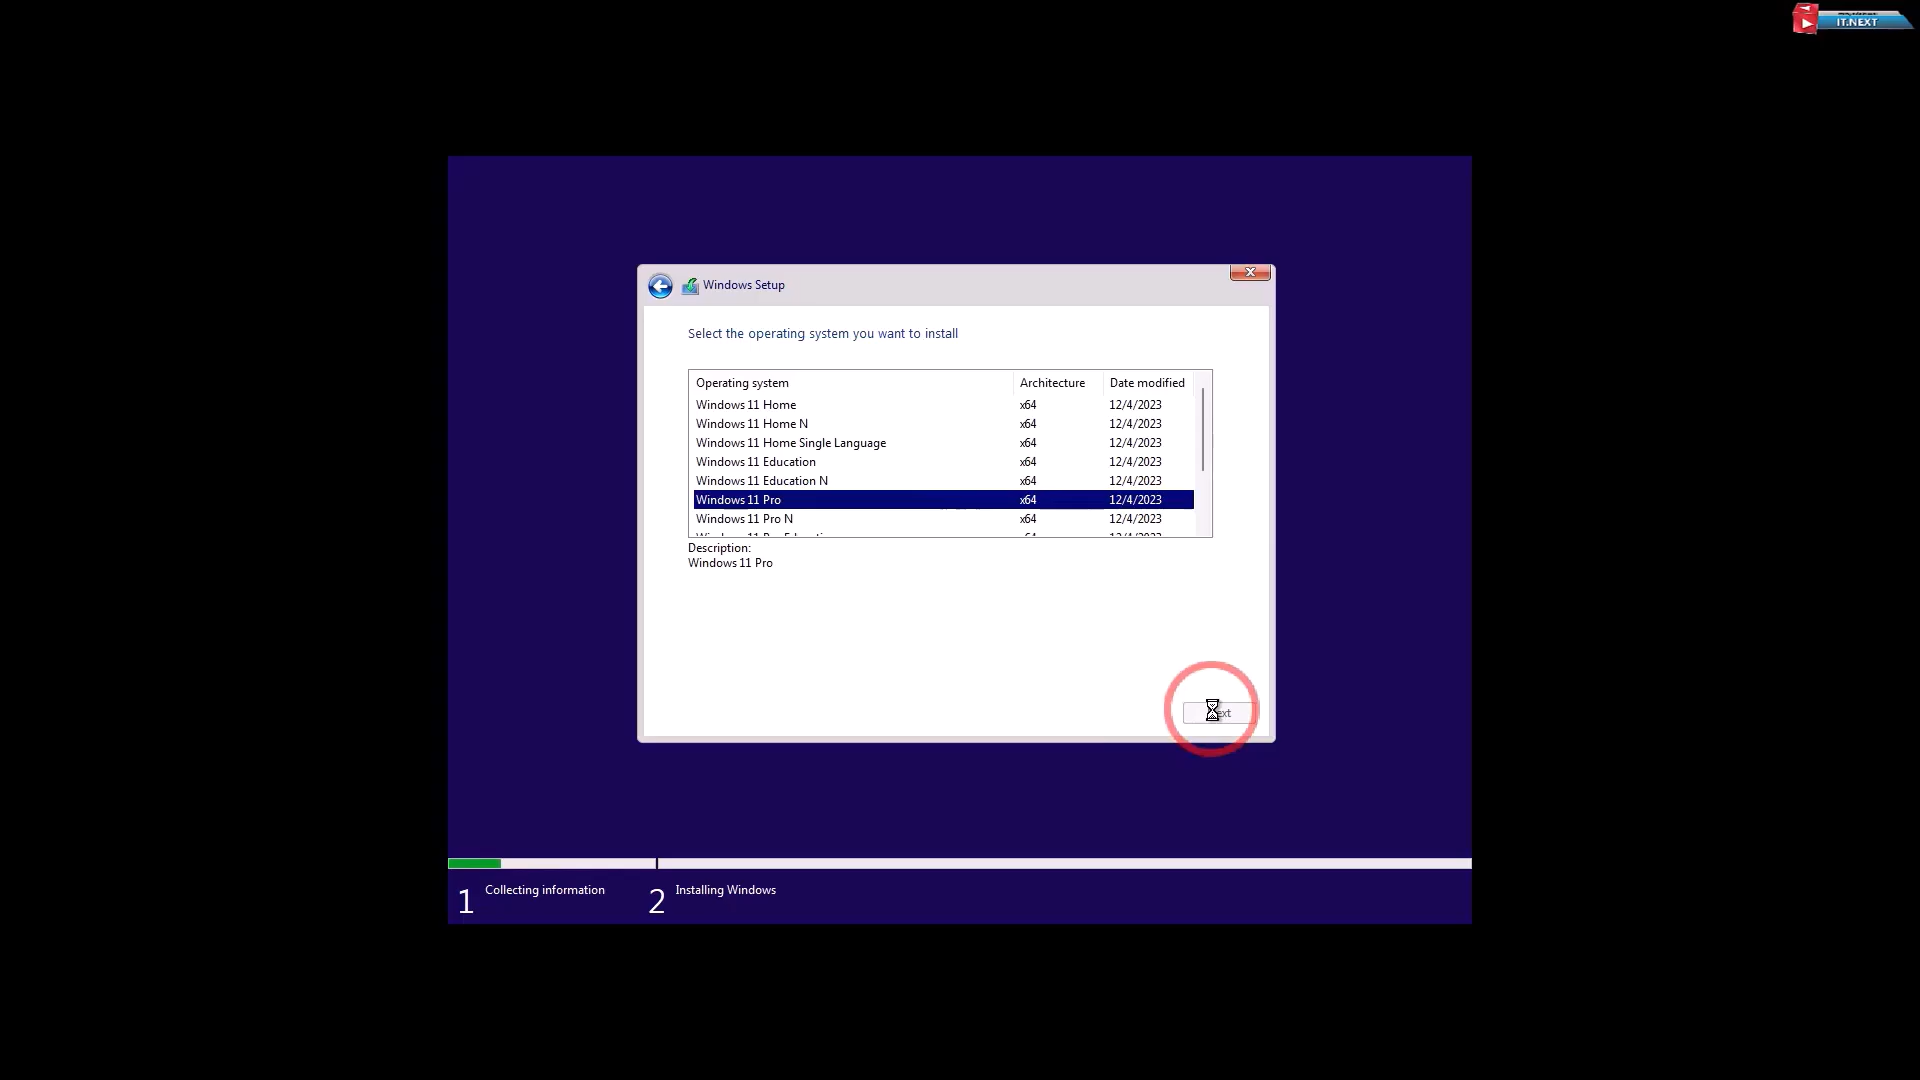 IT.NEXT
Windows Setup
Select the operating system you want to install
Operating system Architecture Date modified
Windows 11 Home x64 12/4/2023
Windows 11 Home N x64 12/4/2023
Windows 11 Home Single Language x64 12/4/2023
Windows 11 Education x64 12/4/2023
Windows 11 Education N x64 12/4/2023
Windows 11 Pro x64 12/4/2023
Windows 11 Pro N x64 12/4/2023
Description:
Windows 11 Pro
1 Collecting information 2 Installing Windows